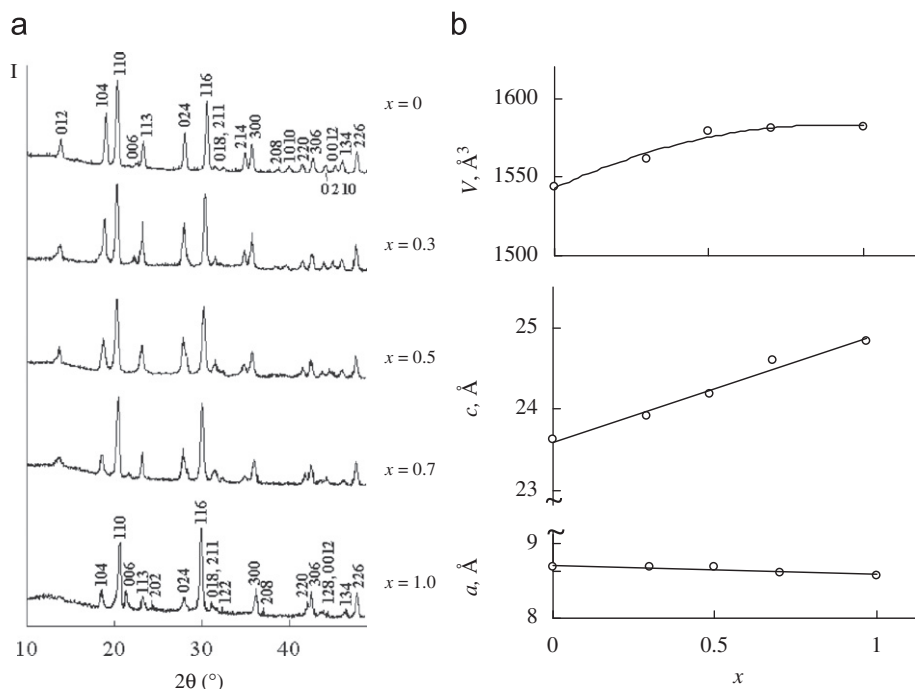 a
I
012
104
110
006
113
024
116
018, 211
214
300
208
1010
220
306
0 2 10
0012
134
226
x = 0
x = 0.3
x = 0.5
x = 0.7
104
110
006
113
202
024
116
018, 211
122
300
208
220
306
128, 0012
134
226
x = 1.0
10 20 30 40
2θ (°)
b
1600
1550
1500
V, Å³
25
24
23
c, Å
9
8
a, Å
0 0.5 1
x